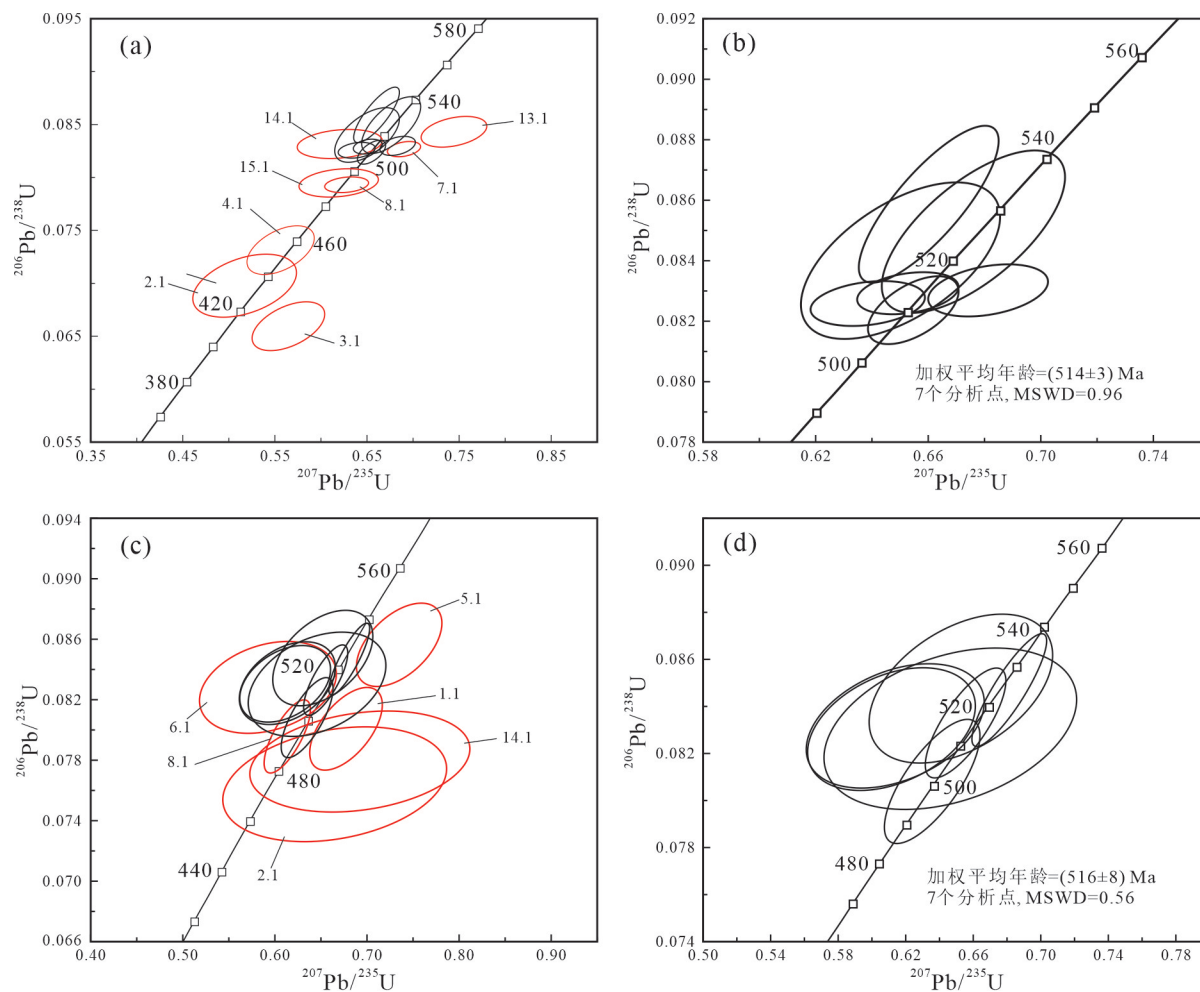 (a)
0.095
0.085
0.075
0.065
0.055
²⁰⁶Pb/²³⁸U
580
540
500
460
420
380
14.1
13.1
15.1
7.1
8.1
4.1
2.1
3.1
0.35 0.45 0.55 0.65 0.75 0.85
²⁰⁷Pb/²³⁵U
(b)
0.092
0.090
0.088
0.086
0.084
0.082
0.080
0.078
²⁰⁶Pb/²³⁸U
560
540
520
500
加权平均年龄=(514±3) Ma
7个分析点, MSWD=0.96
0.58 0.62 0.66 0.70 0.74
²⁰⁷Pb/²³⁵U
(c)
0.094
0.090
0.086
0.082
0.078
0.074
0.070
0.066
²⁰⁶Pb/²³⁸U
560
520
480
440
5.1
6.1
1.1
8.1
14.1
2.1
0.40 0.50 0.60 0.70 0.80 0.90
²⁰⁷Pb/²³⁵U
(d)
0.090
0.086
0.082
0.078
0.074
²⁰⁶Pb/²³⁸U
560
540
520
500
480
加权平均年龄=(516±8) Ma
7个分析点, MSWD=0.56
0.50 0.54 0.58 0.62 0.66 0.70 0.74 0.78
²⁰⁷Pb/²³⁵U